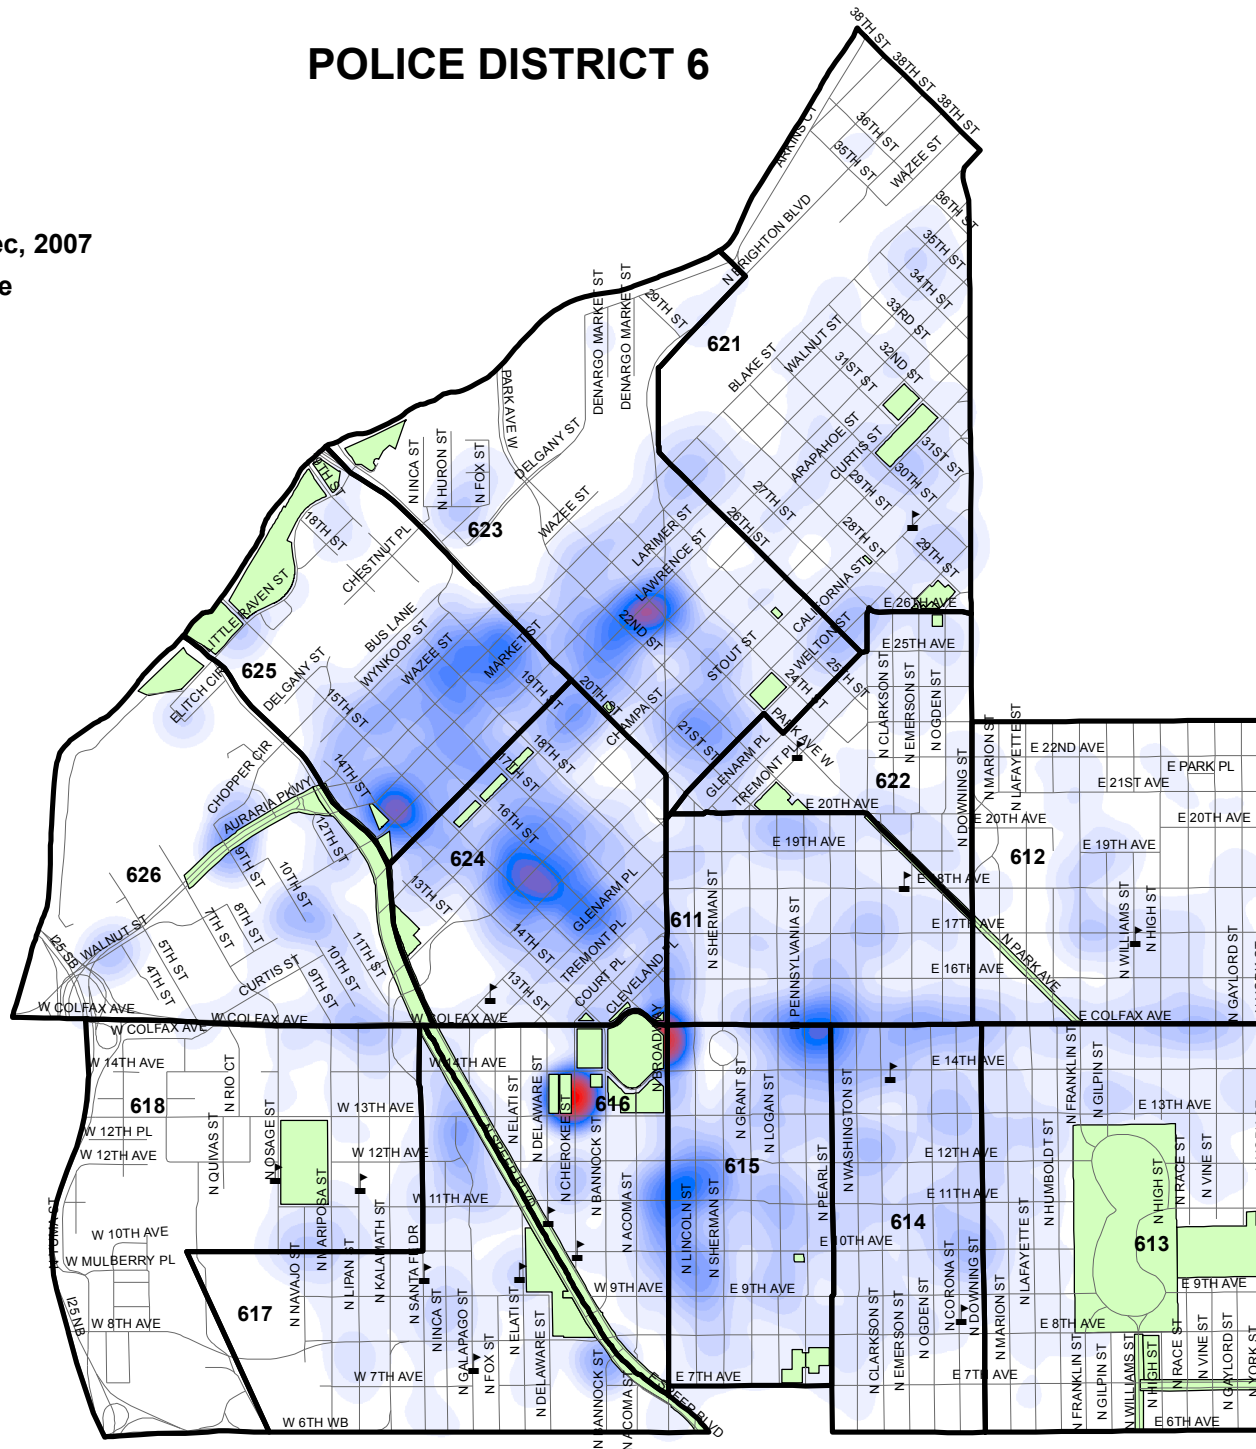 POLICE DISTRICT 6
ec, 2007
e
38TH ST
38TH ST
38TH ST
ARKINS CT
36TH ST
35TH ST
WAZEE ST
N BRIGHTON BLVD
36TH ST
35TH ST
34TH ST
33RD ST
32ND ST
29TH ST
DENARGO MARKET ST
DENARGO MARKET ST
621
BLAKE ST
WALNUT ST
31ST ST
ARAPAHOE ST
CURTIS ST
31ST ST
30TH ST
29TH ST
29TH ST
28TH ST
27TH ST
26TH ST
PARK AVE W
DELGANY ST
N INCA ST
N HURON ST
N FOX ST
WAZEE ST
623
LARIMER ST
LAWRENCE ST
22ND ST
CALIFORNIA ST
WELTON ST
STOUT ST
25TH ST
24TH ST
E 26TH AVE
E 25TH AVE
18TH ST
CHESTNUT PL
LITTLE RAVEN ST
BUS LANE
WYNKOOP ST
WAZEE ST
MARKET ST
625
ELITCH CIR
DELGANY ST
15TH ST
19TH ST
20TH ST
CHAMPA ST
21ST ST
18TH ST
17TH ST
16TH ST
14TH ST
CHOPPER CIR
AURARIA PKWY
12TH ST
PARK AVE W
GLENARM PL
TREMONT PL
622
N CLARKSON ST
N EMERSON ST
N OGDEN ST
N DOWNING ST
N MARION ST
N LAFAYETTE ST
E 22ND AVE
E PARK PL
E 21ST AVE
E 20TH AVE
E 20TH AVE
E 20TH AVE
E 19TH AVE
E 19TH AVE
612
E 18TH AVE
E 17TH AVE
E 16TH AVE
N PARK AVE
N WILLIAMS ST
N HIGH ST
N GAYLORD ST
E COLFAX AVE
626
9TH ST
10TH ST
8TH ST
7TH ST
WALNUT ST
5TH ST
4TH ST
CURTIS ST
9TH ST
10TH ST
11TH ST
I25 SB
624
13TH ST
14TH ST
13TH ST
GLENARM PL
TREMONT PL
COURT PL
CLEVELAND PL
611
N SHERMAN ST
N PENNSYLVANIA ST
W COLFAX AVE
W COLFAX AVE
W COLFAX AVE
W COLFAX AVE
N BROADWAY
W 14TH AVE
W 14TH AVE
E 14TH AVE
618
N RIO CT
W 13TH AVE
W 12TH PL
W 12TH AVE
W 12TH AVE
N QUIVAS ST
N OSAGE ST
N MARIPOSA ST
W 11TH AVE
N SPEER BLVD
N ELATI ST
N DELAWARE ST
N CHEROKEE ST
616
N BANNOCK ST
N ACOMA ST
N GRANT ST
N LOGAN ST
615
N LINCOLN ST
N SHERMAN ST
N PEARL ST
N WASHINGTON ST
E 12TH AVE
E 11TH AVE
614
E 10TH AVE
N FRANKLIN ST
N GILPIN ST
E 13TH AVE
N HUMBOLDT ST
N HIGH ST
N RACE ST
N VINE ST
613
N LAFAYETTE ST
N YUMA ST
W 10TH AVE
W MULBERRY PL
W 8TH AVE
I25 NB
617
N NAVAJO ST
N LIPAN ST
N KALAMATH ST
N SANTA FE DR
N INCA ST
N GALAPAGO ST
N FOX ST
N ELATI ST
N DELAWARE ST
W 9TH AVE
W 7TH AVE
W 6TH WB
N BANNOCK ST
N ACOMA ST
E SPEER BLVD
E 9TH AVE
E 7TH AVE
N CLARKSON ST
N EMERSON ST
N OGDEN ST
N CORONA ST
N DOWNING ST
N MARION ST
E 9TH AVE
E 8TH AVE
E 7TH AVE
N FRANKLIN ST
N GILPIN ST
N WILLIAMS ST
N HIGH ST
N RACE ST
N VINE ST
N GAYLORD ST
N YORK ST
E 6TH AVE